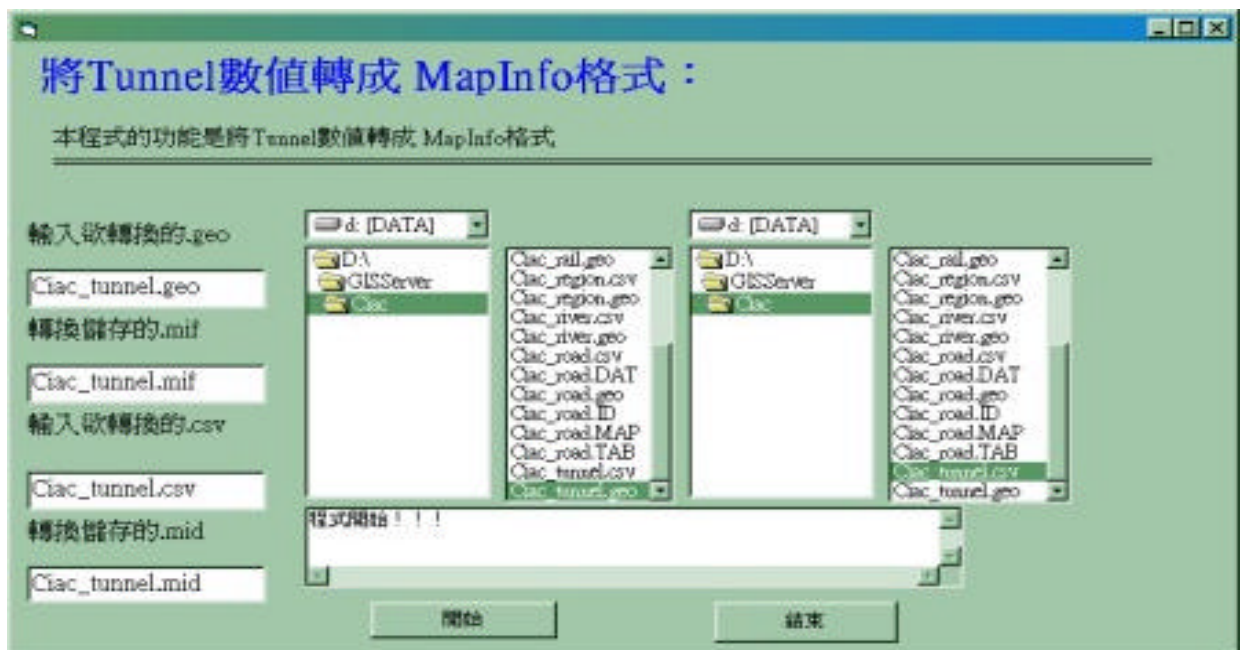 將Tunnel數值轉成 MapInfo格式：
本程式的功能是將Tunnel數值轉成 MapInfo格式
輸入欲轉換的.geo
Ciac_tunnel.geo
轉換儲存的.mif
Ciac_tunnel.mif
輸入欲轉換的.csv
Ciac_tunnel.csv
轉換儲存的.mid
Ciac_tunnel.mid
d: [DATA]
D:\
GISServer
Ciac
Ciac_rail.geo
Ciac_region.csv
Ciac_region.geo
Ciac_river.csv
Ciac_river.geo
Ciac_road.csv
Ciac_road.DAT
Ciac_road.geo
Ciac_road.ID
Ciac_road.MAP
Ciac_road.TAB
Ciac_tunnel.csv
Ciac_tunnel.geo
d: [DATA]
D:\
GISServer
Ciac
Ciac_rail.geo
Ciac_region.csv
Ciac_region.geo
Ciac_river.csv
Ciac_river.geo
Ciac_road.csv
Ciac_road.DAT
Ciac_road.geo
Ciac_road.ID
Ciac_road.MAP
Ciac_road.TAB
Ciac_tunnel.csv
Ciac_tunnel.geo
程式開始！！！
開始
結束